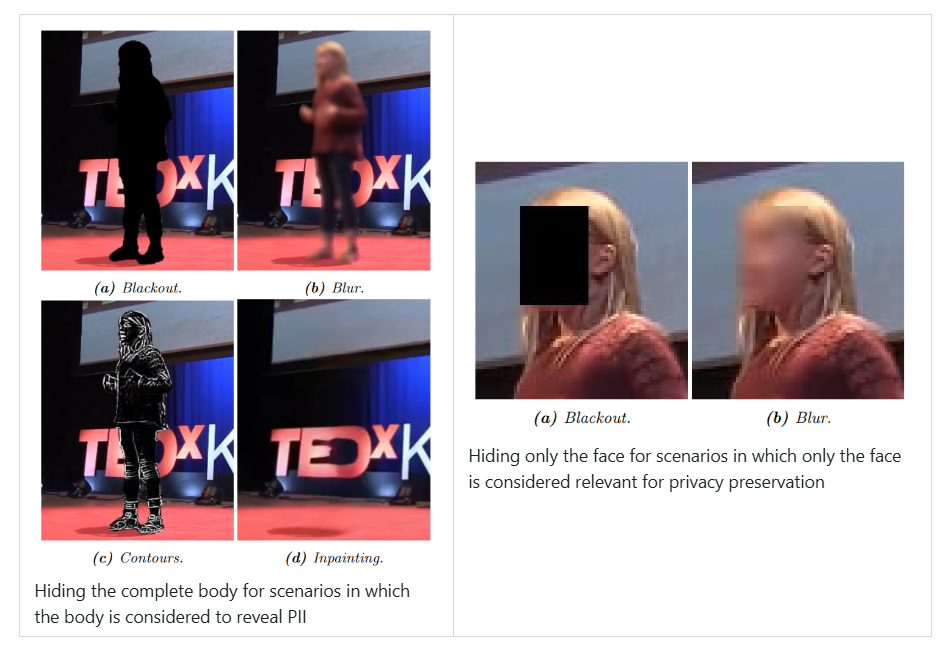 TEDxK
TEDxK
(a) Blackout.
(b) Blur.
TEDxK
TEDxK
(c) Contours.
(d) Inpainting.
Hiding the complete body for scenarios in which
the body is considered to reveal PII
(a) Blackout.
(b) Blur.
Hiding only the face for scenarios in which only the face
is considered relevant for privacy preservation